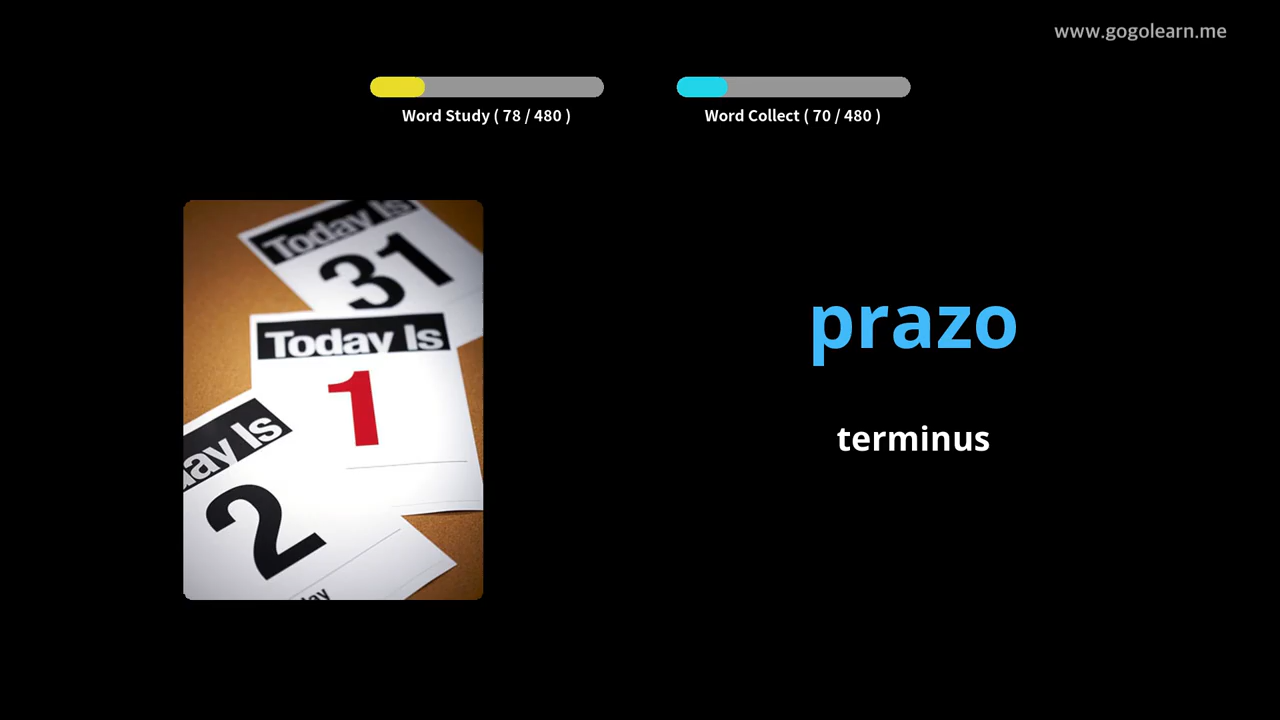 www.gogolearn.me
Word Study ( 78 / 480 )
Word Collect ( 70 / 480 )
Today Is
31
Today Is
1
ay Is
2
prazo
terminus